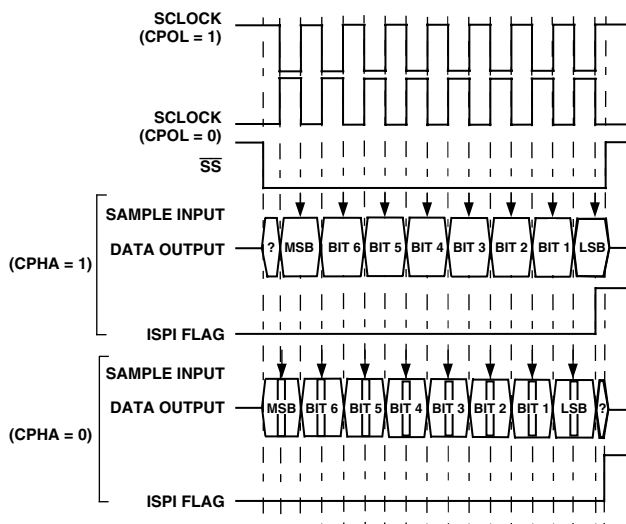 SCLOCK
(CPOL = 1)
SCLOCK
(CPOL = 0)
SS
(CPHA = 1)
SAMPLE INPUT
DATA OUTPUT
? MSB BIT 6 BIT 5 BIT 4 BIT 3 BIT 2 BIT 1 LSB
ISPI FLAG
(CPHA = 0)
SAMPLE INPUT
DATA OUTPUT
MSB BIT 6 BIT 5 BIT 4 BIT 3 BIT 2 BIT 1 LSB ?
ISPI FLAG